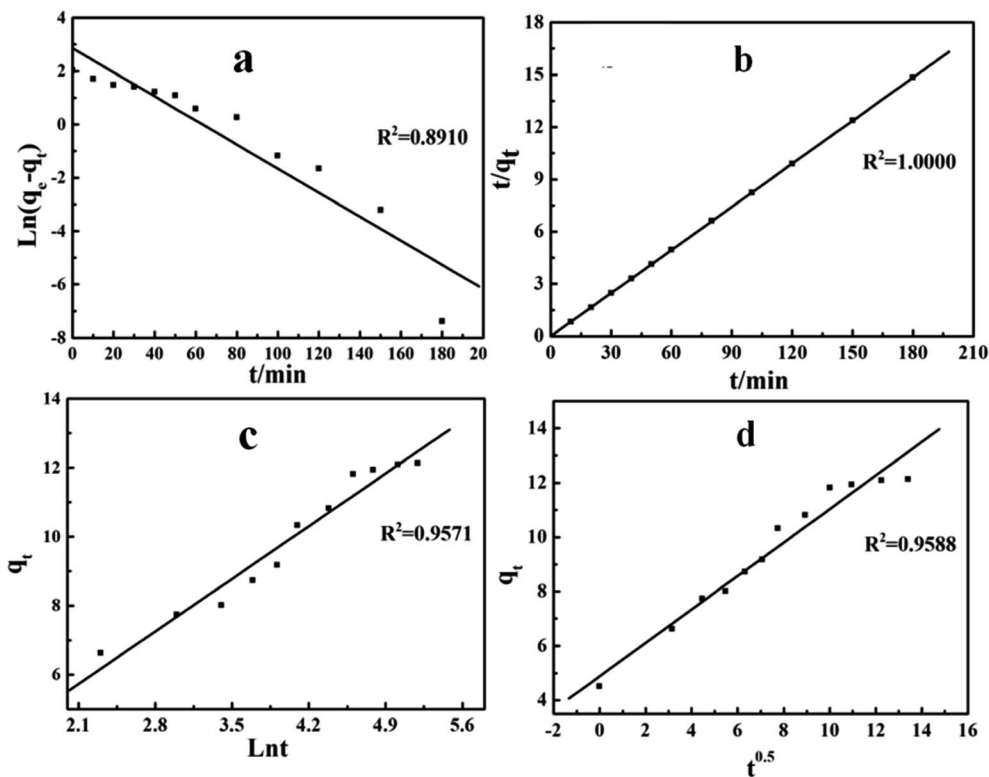 a
R²=0.8910
Ln(qₑ-qₜ)
4
2
0
-2
-4
-6
-8
0 20 40 60 80 100 120 140 160 180 20
t/min
b
R²=1.0000
t/qₜ
18
15
12
9
6
3
0
0 30 60 90 120 150 180 210
t/min
c
R²=0.9571
qₜ
14
12
10
8
6
2.1 2.8 3.5 4.2 4.9 5.6
Lnt
d
R²=0.9588
qₜ
14
12
10
8
6
4
-2 0 2 4 6 8 10 12 14 16
t⁰·⁵